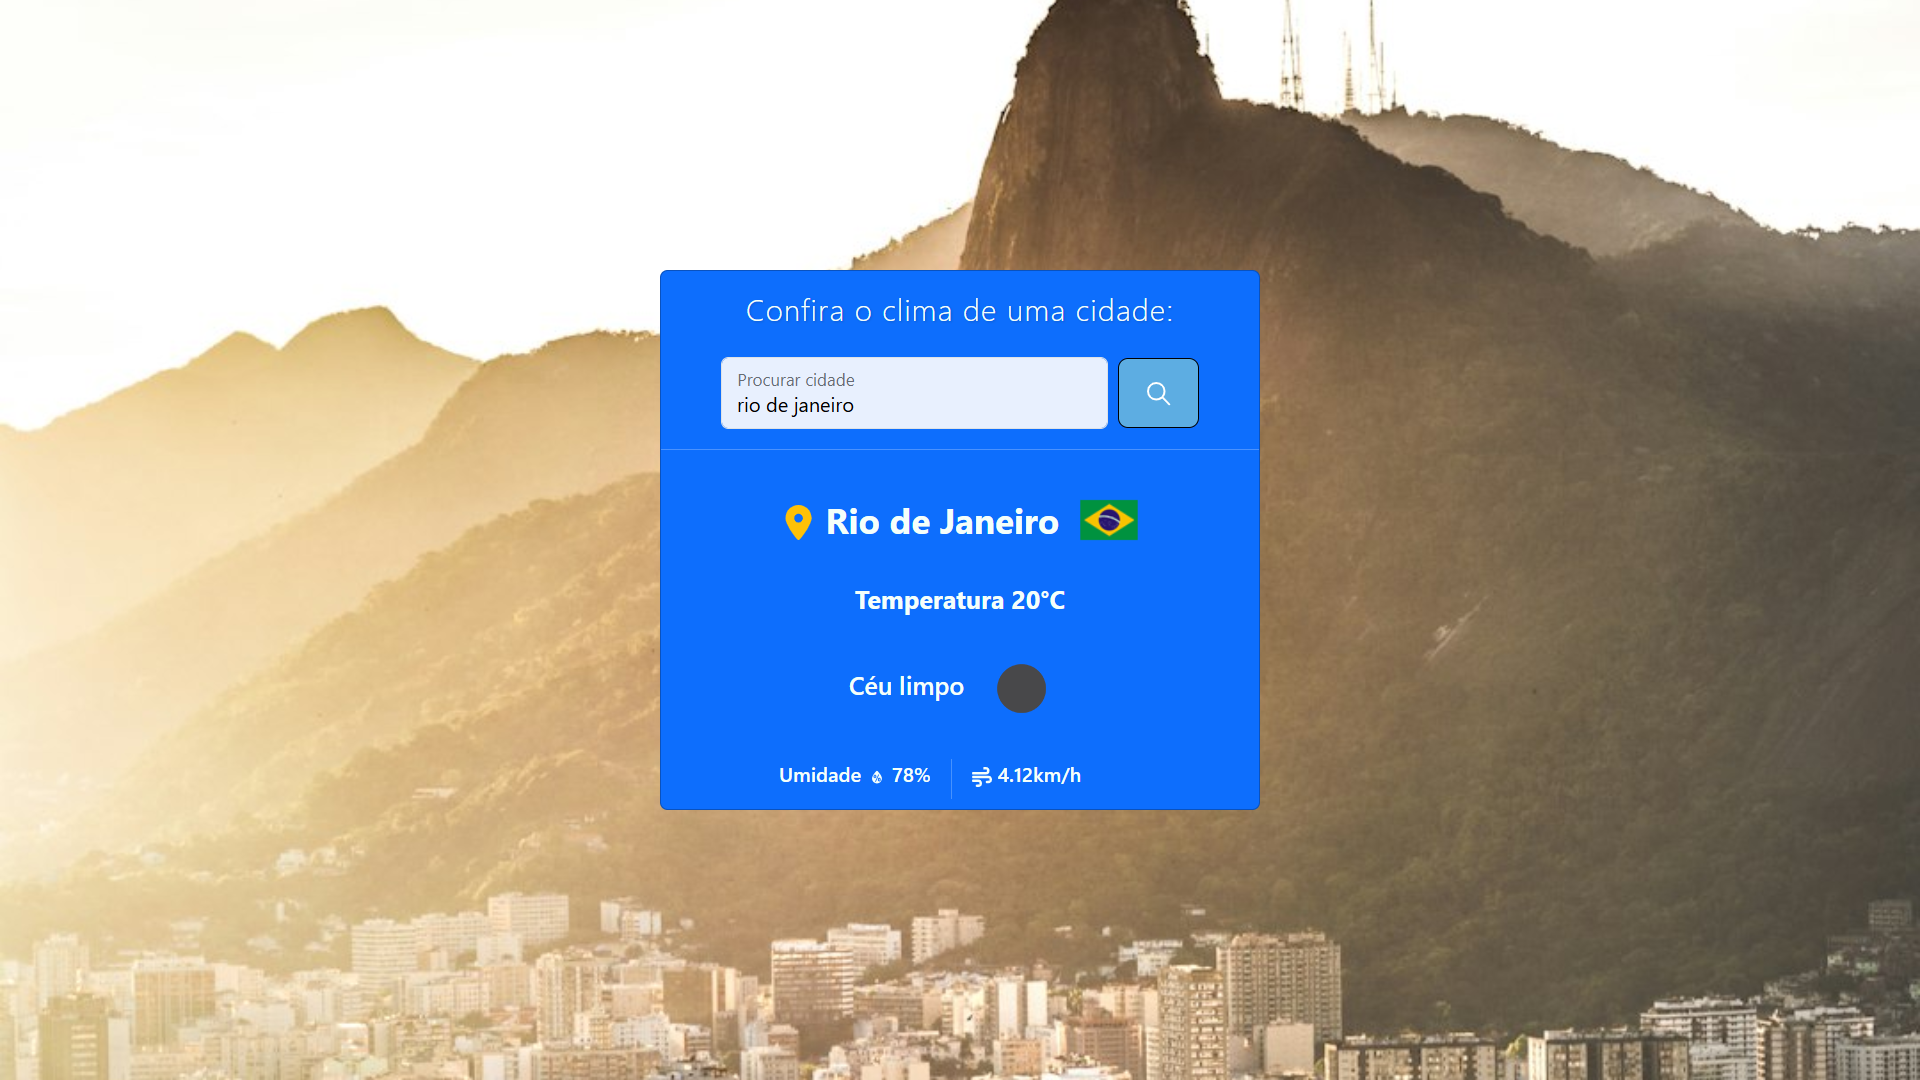 Confira o clima de uma cidade:
Procurar cidade
rio de janeiro
Rio de Janeiro
Temperatura 20°C
Céu limpo
Umidade 78% 4.12km/h